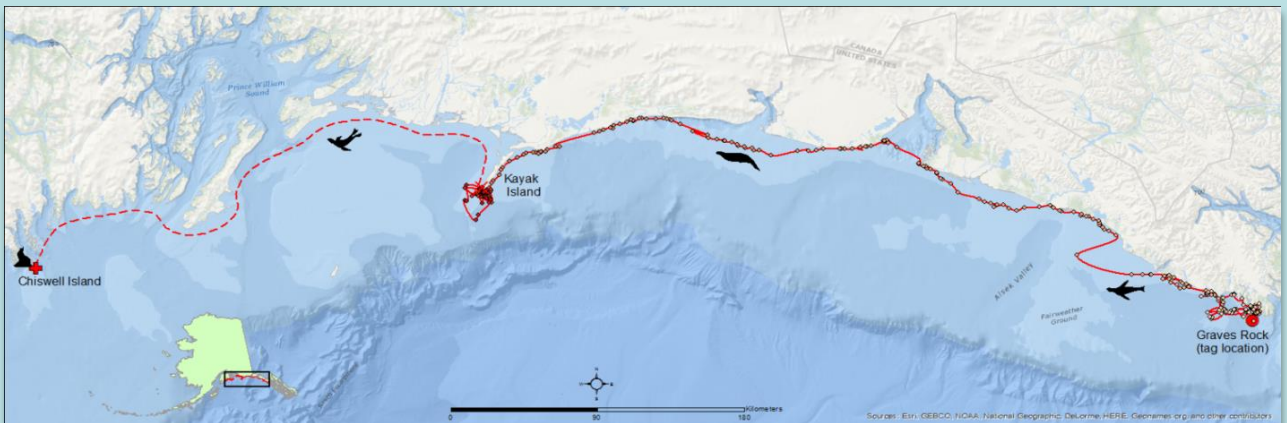 CANADA
UNITED STATES
Prince William
Sound
Kayak
Island
Chiswell Island
Alsek Valley
Fairweather
Ground
Graves Rock
(tag location)
Kilometers
0
90
180
Sources: Esri, GEBCO, NOAA, National Geographic, DeLorme, HERE, Geonames.org, and other contributors